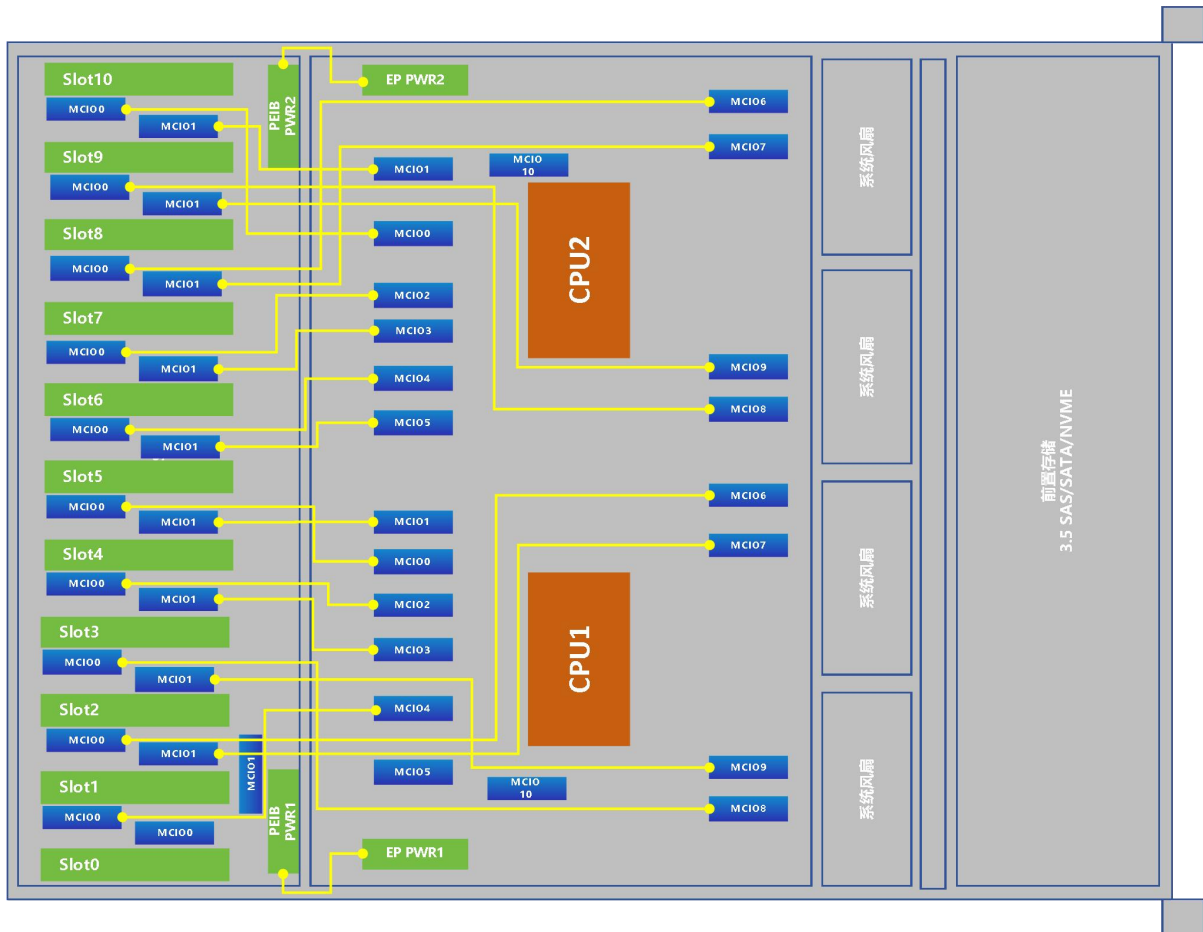 Slot10
MCIO0
MCIO1
Slot9
MCIO0
MCIO1
Slot8
MCIO0
MCIO1
Slot7
MCIO0
MCIO1
Slot6
MCIO0
MCIO1
Slot5
MCIO0
MCIO1
Slot4
MCIO0
MCIO1
Slot3
MCIO0
MCIO1
Slot2
MCIO0
MCIO1
MCIO1
Slot1
MCIO0
MCIO0
Slot0
PEIB
PWR2
PEIB
PWR1
EP PWR2
MCIO1
MCIO
10
MCIO0
MCIO2
MCIO3
MCIO4
MCIO5
CPU2
MCIO6
MCIO7
MCIO9
MCIO8
MCIO1
MCIO0
MCIO2
MCIO3
MCIO4
MCIO5
MCIO
10
CPU1
MCIO6
MCIO7
MCIO9
MCIO8
EP PWR1
系统风扇
系统风扇
系统风扇
系统风扇
前置存储
3.5 SAS/SATA/NVME